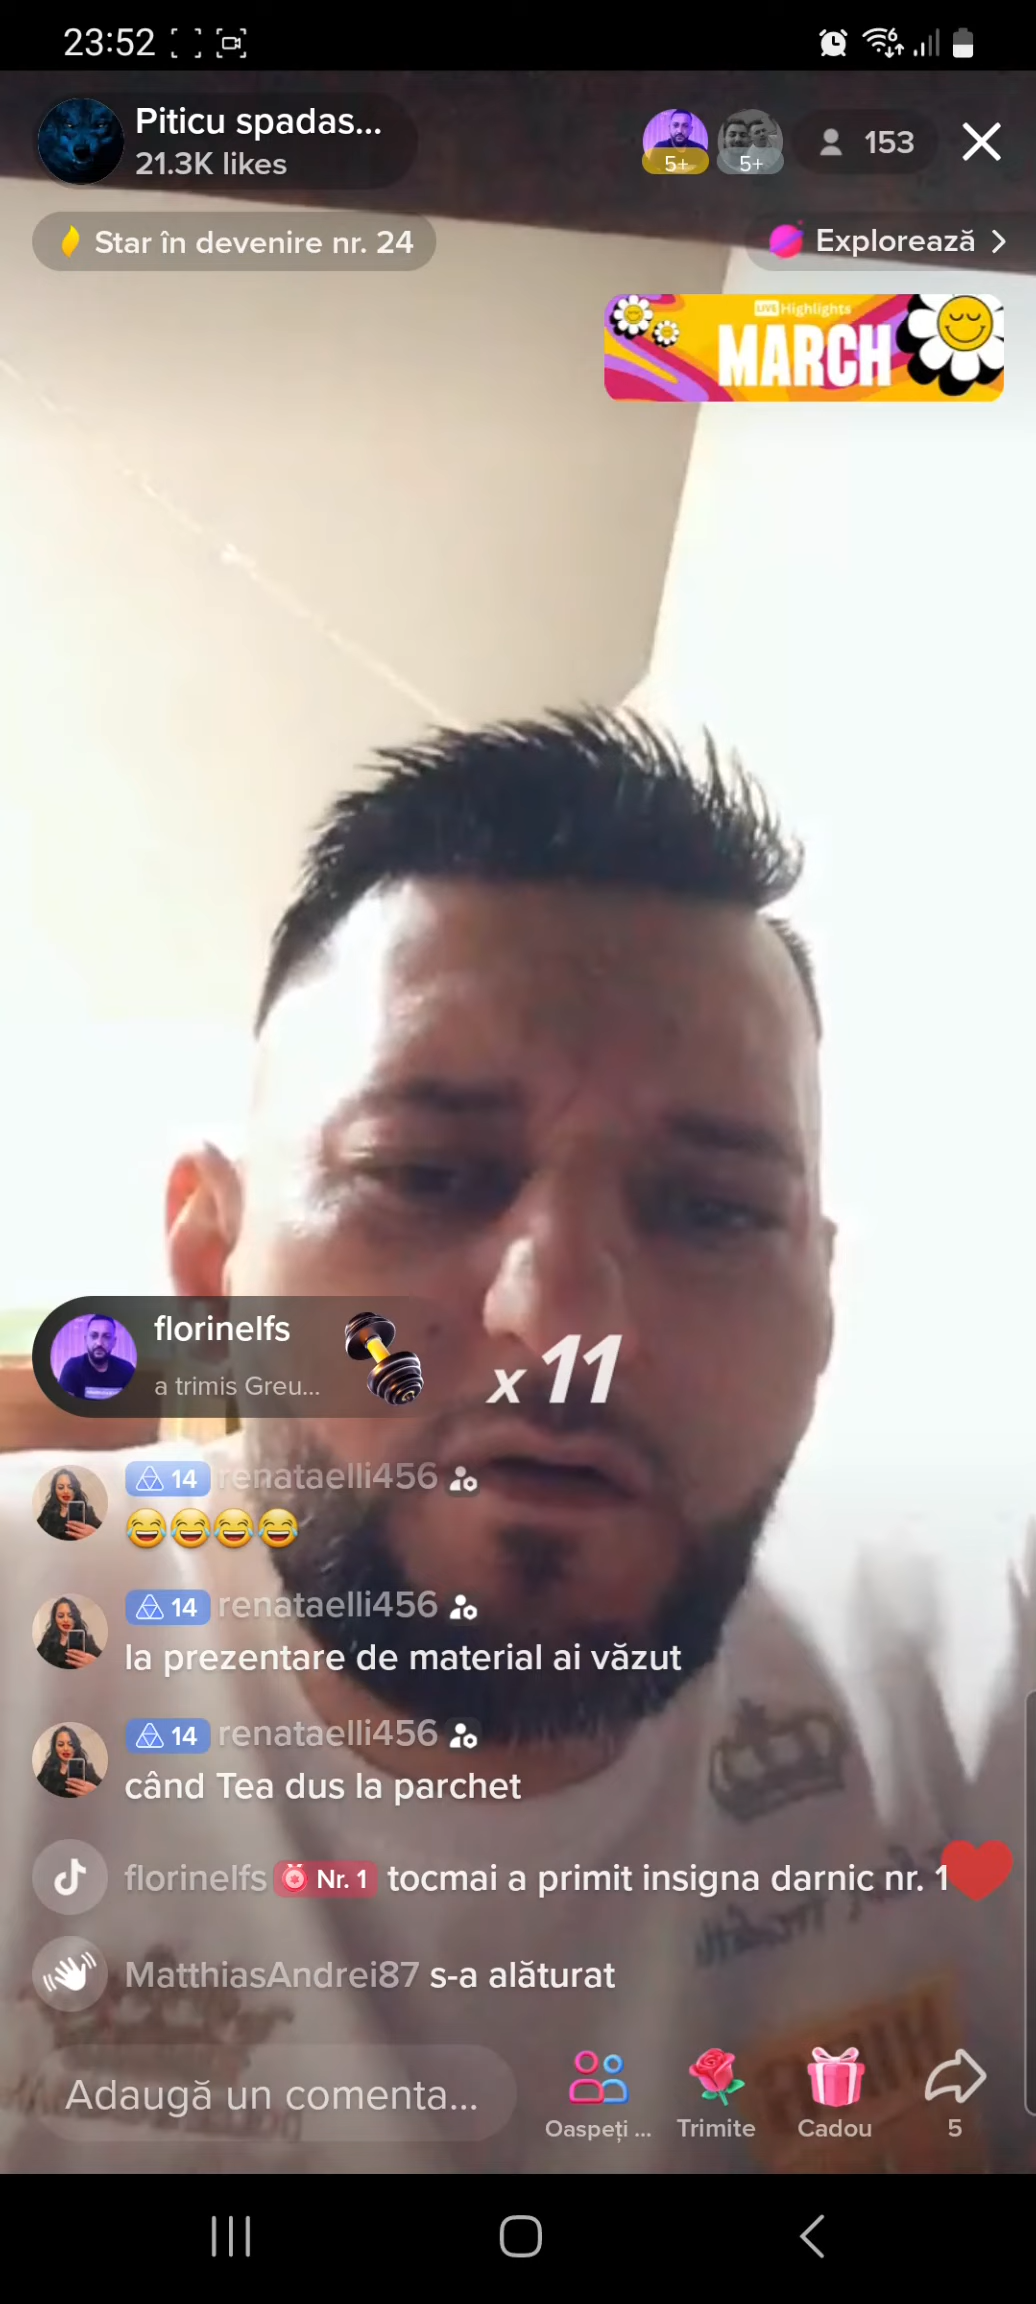 23:52
Piticu spadas...
21.3K likes
5+
5+
153
Star în devenire nr. 24
Explorează
LIVE Highlights
MARCH
florinelfs
a trimis Greu...
x 11
14 renataelli456
😂😂😂😂
14 renataelli456
la prezentare de material ai văzut
14 renataelli456
când Tea dus la parchet
florinelfs Nr. 1 tocmai a primit insigna darnic nr. 1
MatthiasAndrei87 s-a alăturat
Adaugă un comenta...
Oaspeți ...
Trimite
Cadou
5